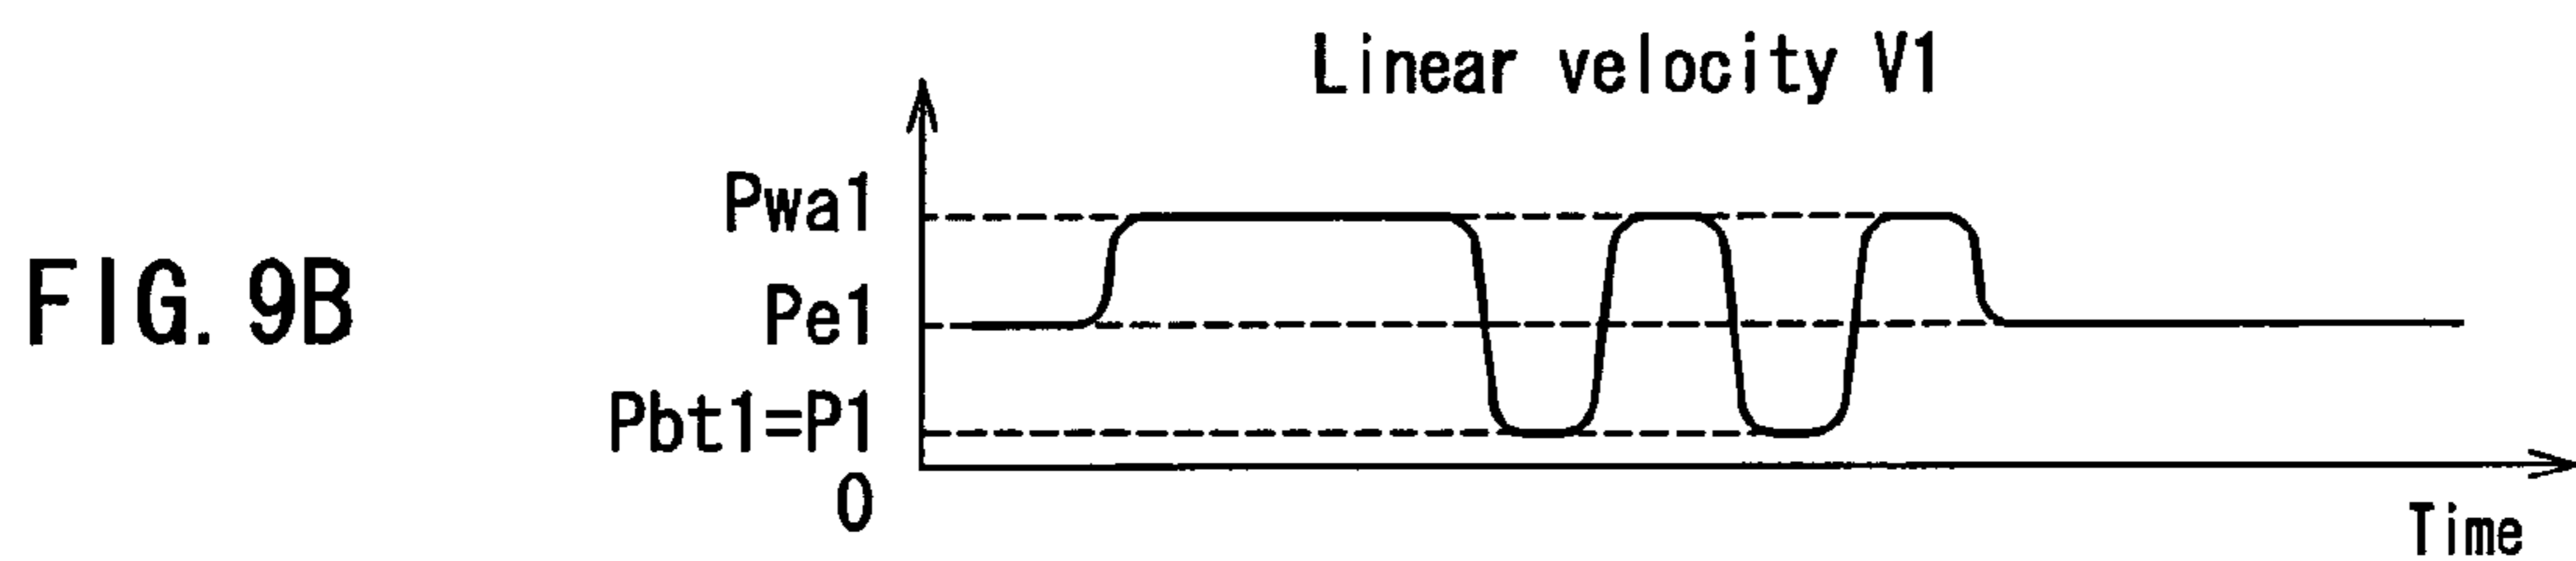 Linear velocity V1
Pwa1
FIG. 9B
Pe1
Pbt1=P1
0
Time